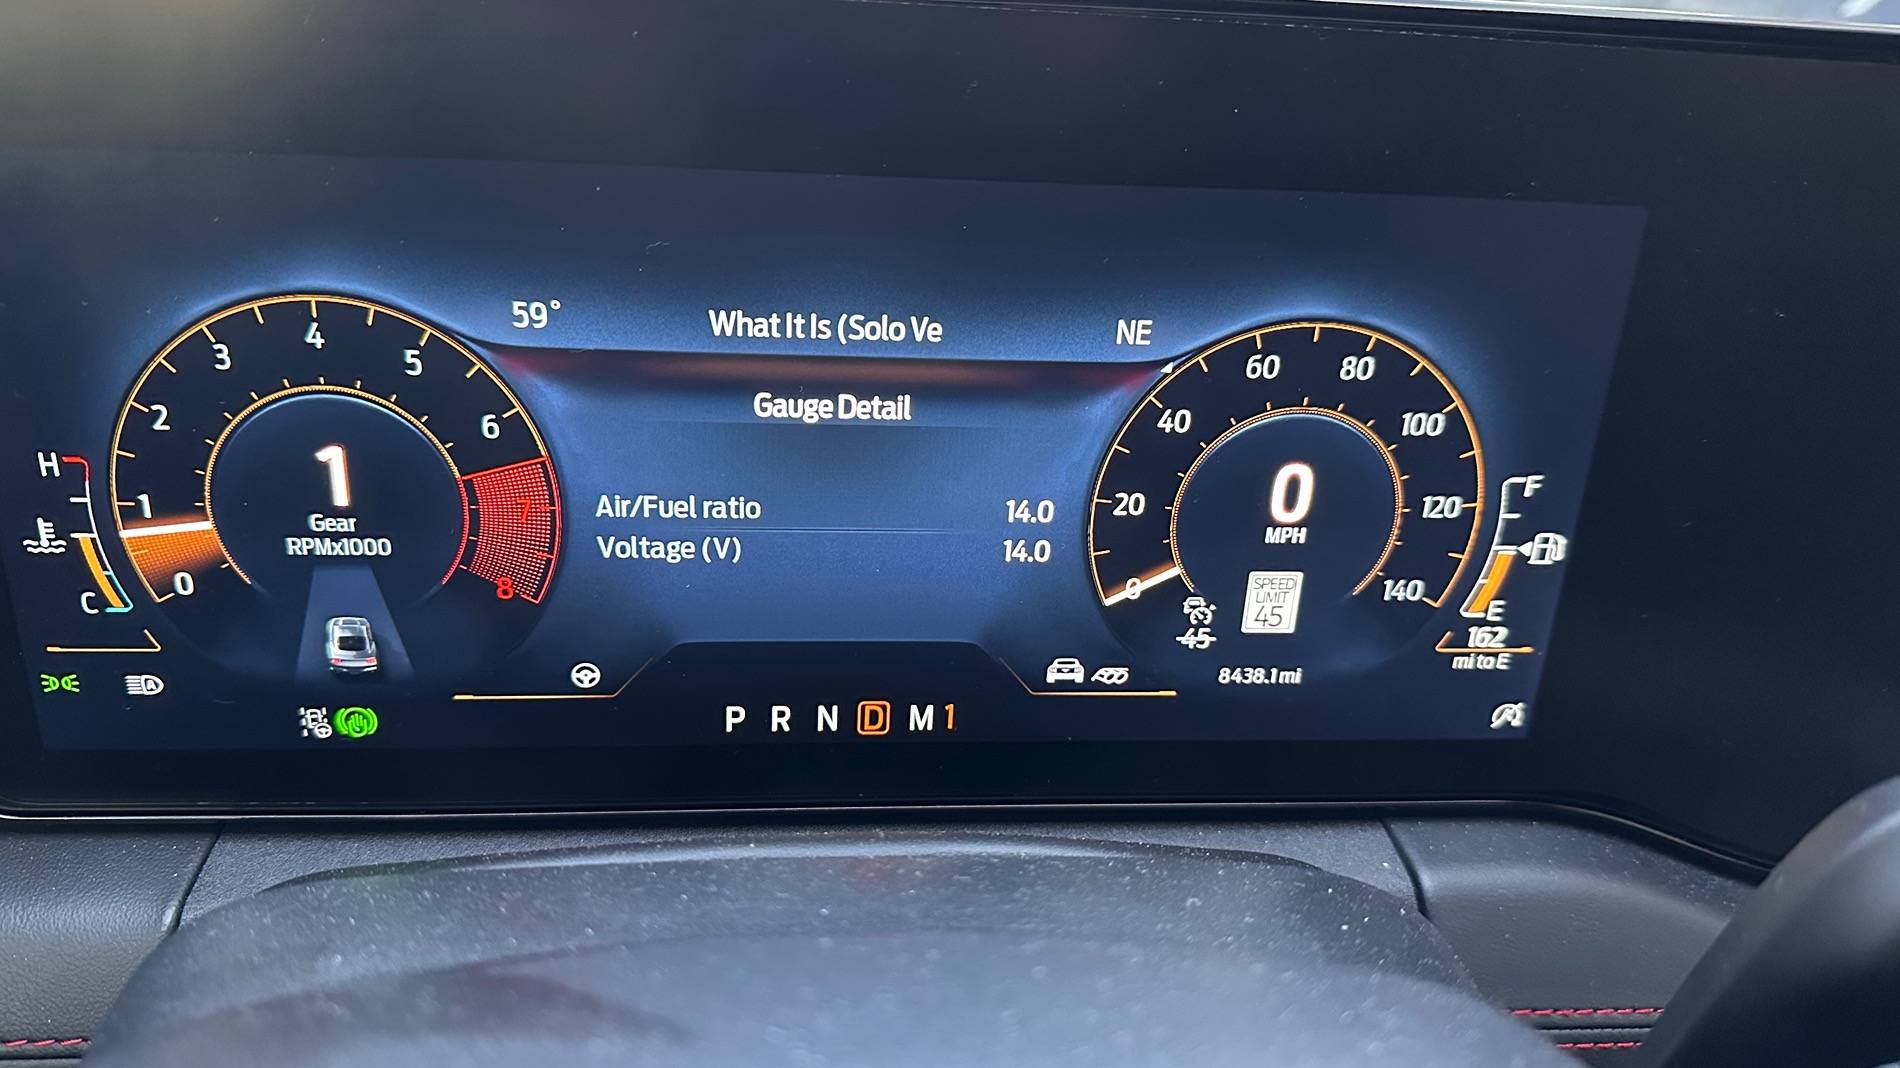 59°
What It Is (Solo Ve
NE
Gauge Detail
Air/Fuel ratio 14.0
Voltage (V) 14.0
H
C
0 1 2 3 4 5 6 7 8
1
Gear
RPMx1000
0 20 40 60 80 100 120 140
0
MPH
SPEED
LIMIT
45
45
8438.1 mi
F
E
162
mi to E
A
P R N D M 1